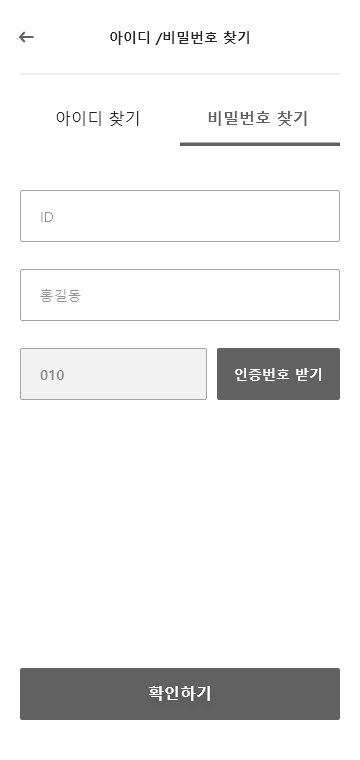 아이디 /비밀번호 찾기
아이디 찾기
비밀번호 찾기
ID
홍길동
010
인증번호 받기
확인하기